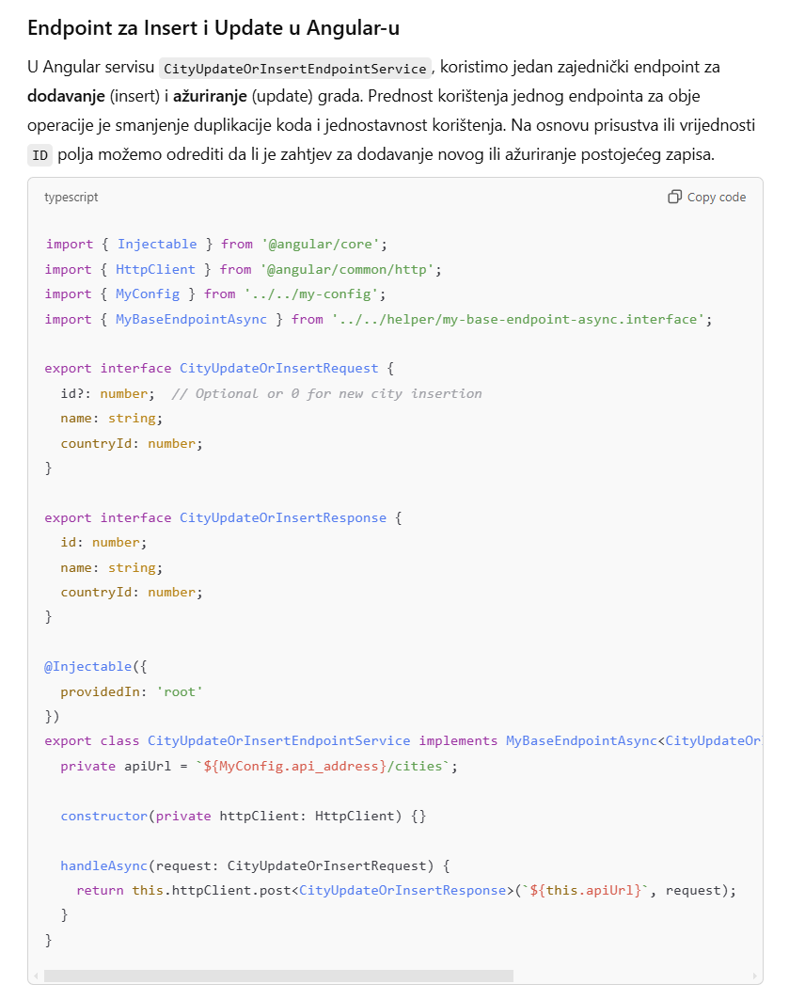 Endpoint za Insert i Update u Angular-u
U Angular servisu CityUpdateOrInsertEndpointService, koristimo jedan zajednički endpoint za
dodavanje (insert) i ažuriranje (update) grada. Prednost korištenja jednog endpointa za obje
operacije je smanjenje duplikacije koda i jednostavnost korištenja. Na osnovu prisustva ili vrijednosti
ID polja možemo odrediti da li je zahtjev za dodavanje novog ili ažuriranje postojećeg zapisa.
typescript
Copy code
import { Injectable } from '@angular/core';
import { HttpClient } from '@angular/common/http';
import { MyConfig } from '../../my-config';
import { MyBaseEndpointAsync } from '../../helper/my-base-endpoint-async.interface';
export interface CityUpdateOrInsertRequest {
  id?: number;  // Optional or 0 for new city insertion
  name: string;
  countryId: number;
}
export interface CityUpdateOrInsertResponse {
  id: number;
  name: string;
  countryId: number;
}
@Injectable({
  providedIn: 'root'
})
export class CityUpdateOrInsertEndpointService implements MyBaseEndpointAsync<CityUpdateOr
  private apiUrl = `${MyConfig.api_address}/cities`;
  constructor(private httpClient: HttpClient) {}
  handleAsync(request: CityUpdateOrInsertRequest) {
    return this.httpClient.post<CityUpdateOrInsertResponse>(`${this.apiUrl}`, request);
  }
}